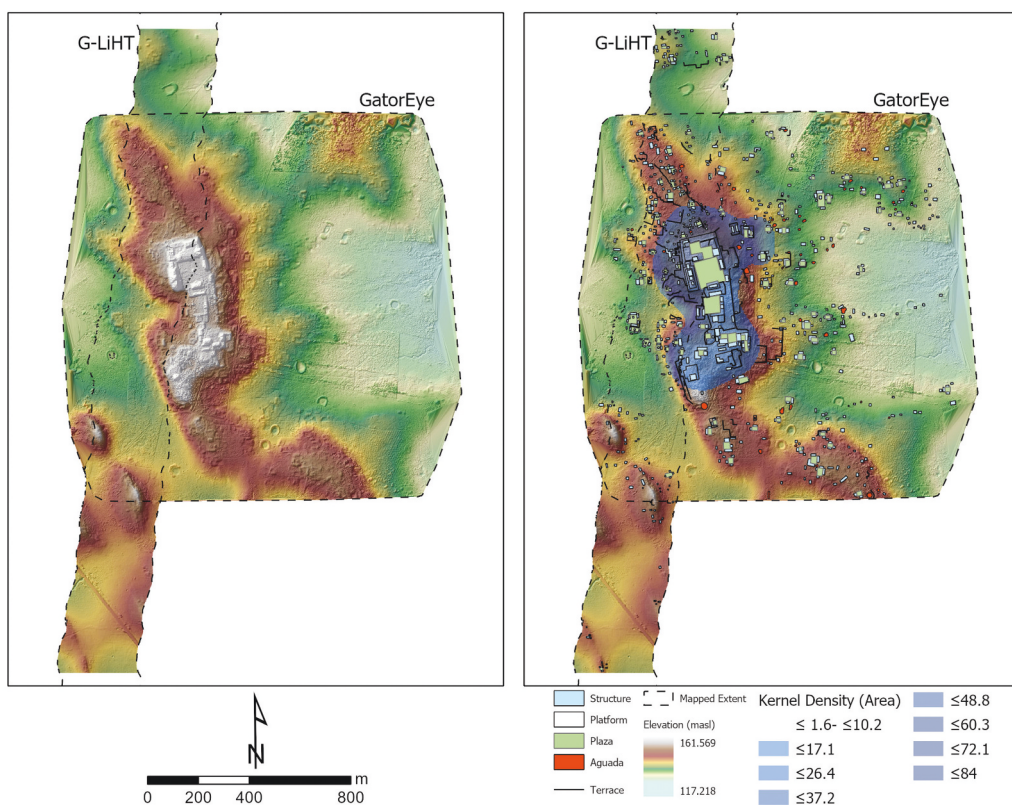 G-LiHT
GatorEye
G-LiHT
GatorEye
N
m
0 200 400 800
Structure
Platform
Plaza
Aguada
Terrace
Mapped Extent
Elevation (masl)
161.569
117.218
Kernel Density (Area)
≤ 1.6- ≤10.2
≤17.1
≤26.4
≤37.2
≤48.8
≤60.3
≤72.1
≤84